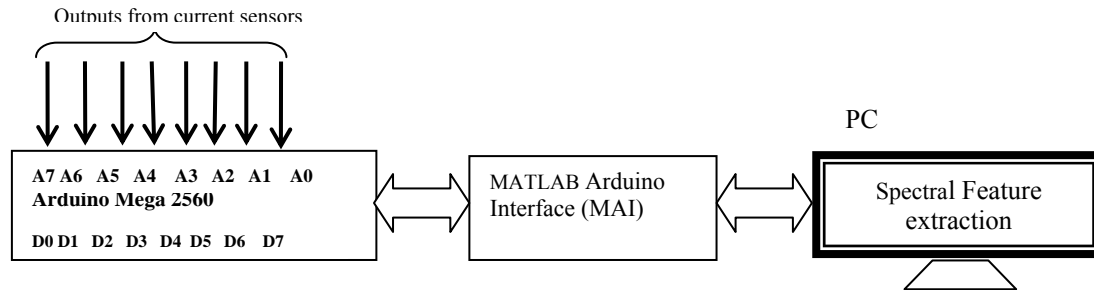 Outputs from current sensors
A7 A6 A5 A4 A3 A2 A1 A0
Arduino Mega 2560
D0 D1 D2 D3 D4 D5 D6 D7
MATLAB Arduino
Interface (MAI)
PC
Spectral Feature
extraction